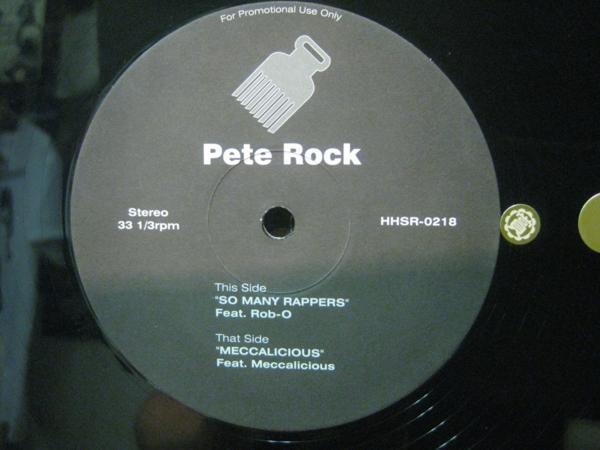 For Promotional Use Only
Pete Rock
Stereo
33 1/3rpm
HHSR-0218
This Side
"SO MANY RAPPERS"
Feat. Rob-O
That Side
"MECCALICIOUS"
Feat. Meccalicious